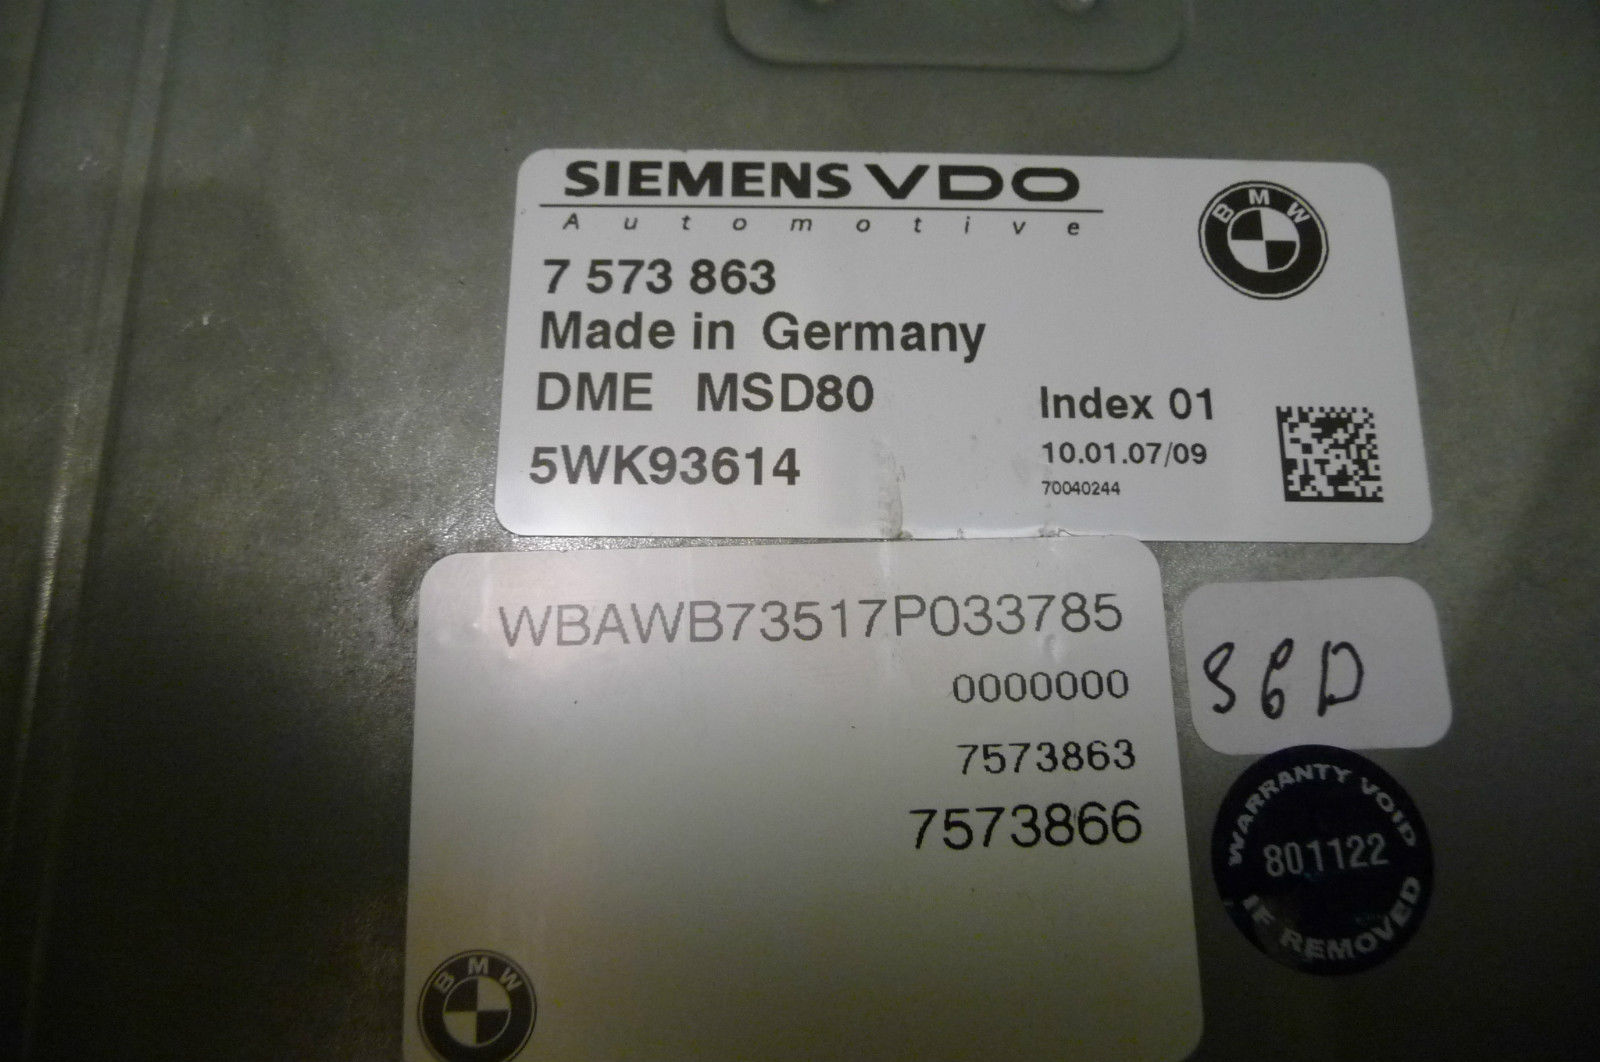 SIEMENS VDO
Automotive
BMW
7 573 863
Made in Germany
DME MSD80
Index 01
5WK93614
10.01.07/09
70040244
WBAWB73517P033785
0000000
7573863
7573866
BMW
S6D
WARRANTY VOID
801122
IF REMOVED